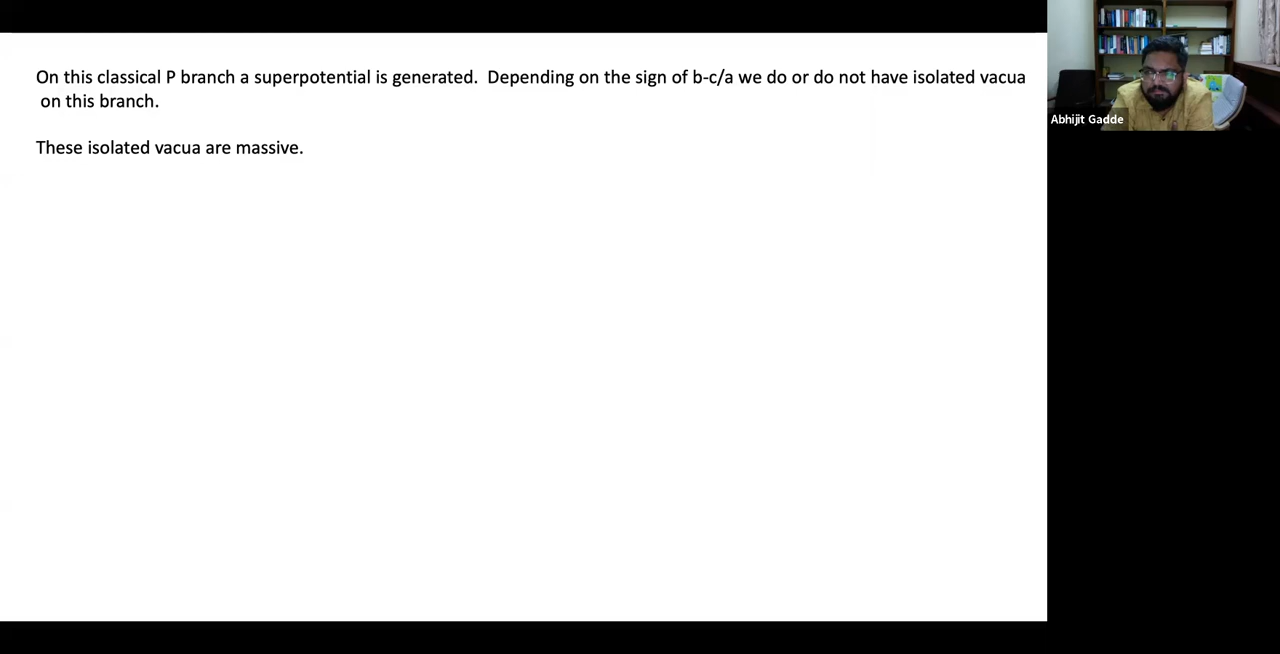 On this classical P branch a superpotential is generated.  Depending on the sign of b-c/a we do or do not have isolated vacua
on this branch.
These isolated vacua are massive.
Abhijit Gadde